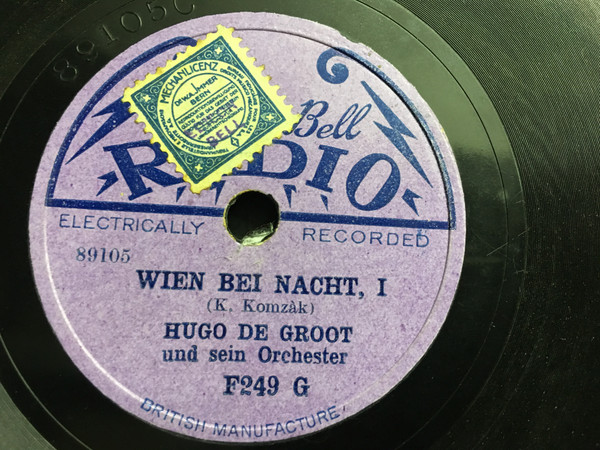 89105C
MECHANLICENZ
Bell
RADIO
ELECTRICALLY RECORDED
89105
WIEN BEI NACHT, I
(K. Komzàk)
HUGO DE GROOT
und sein Orchester
F249 G
BRITISH MANUFACTURE